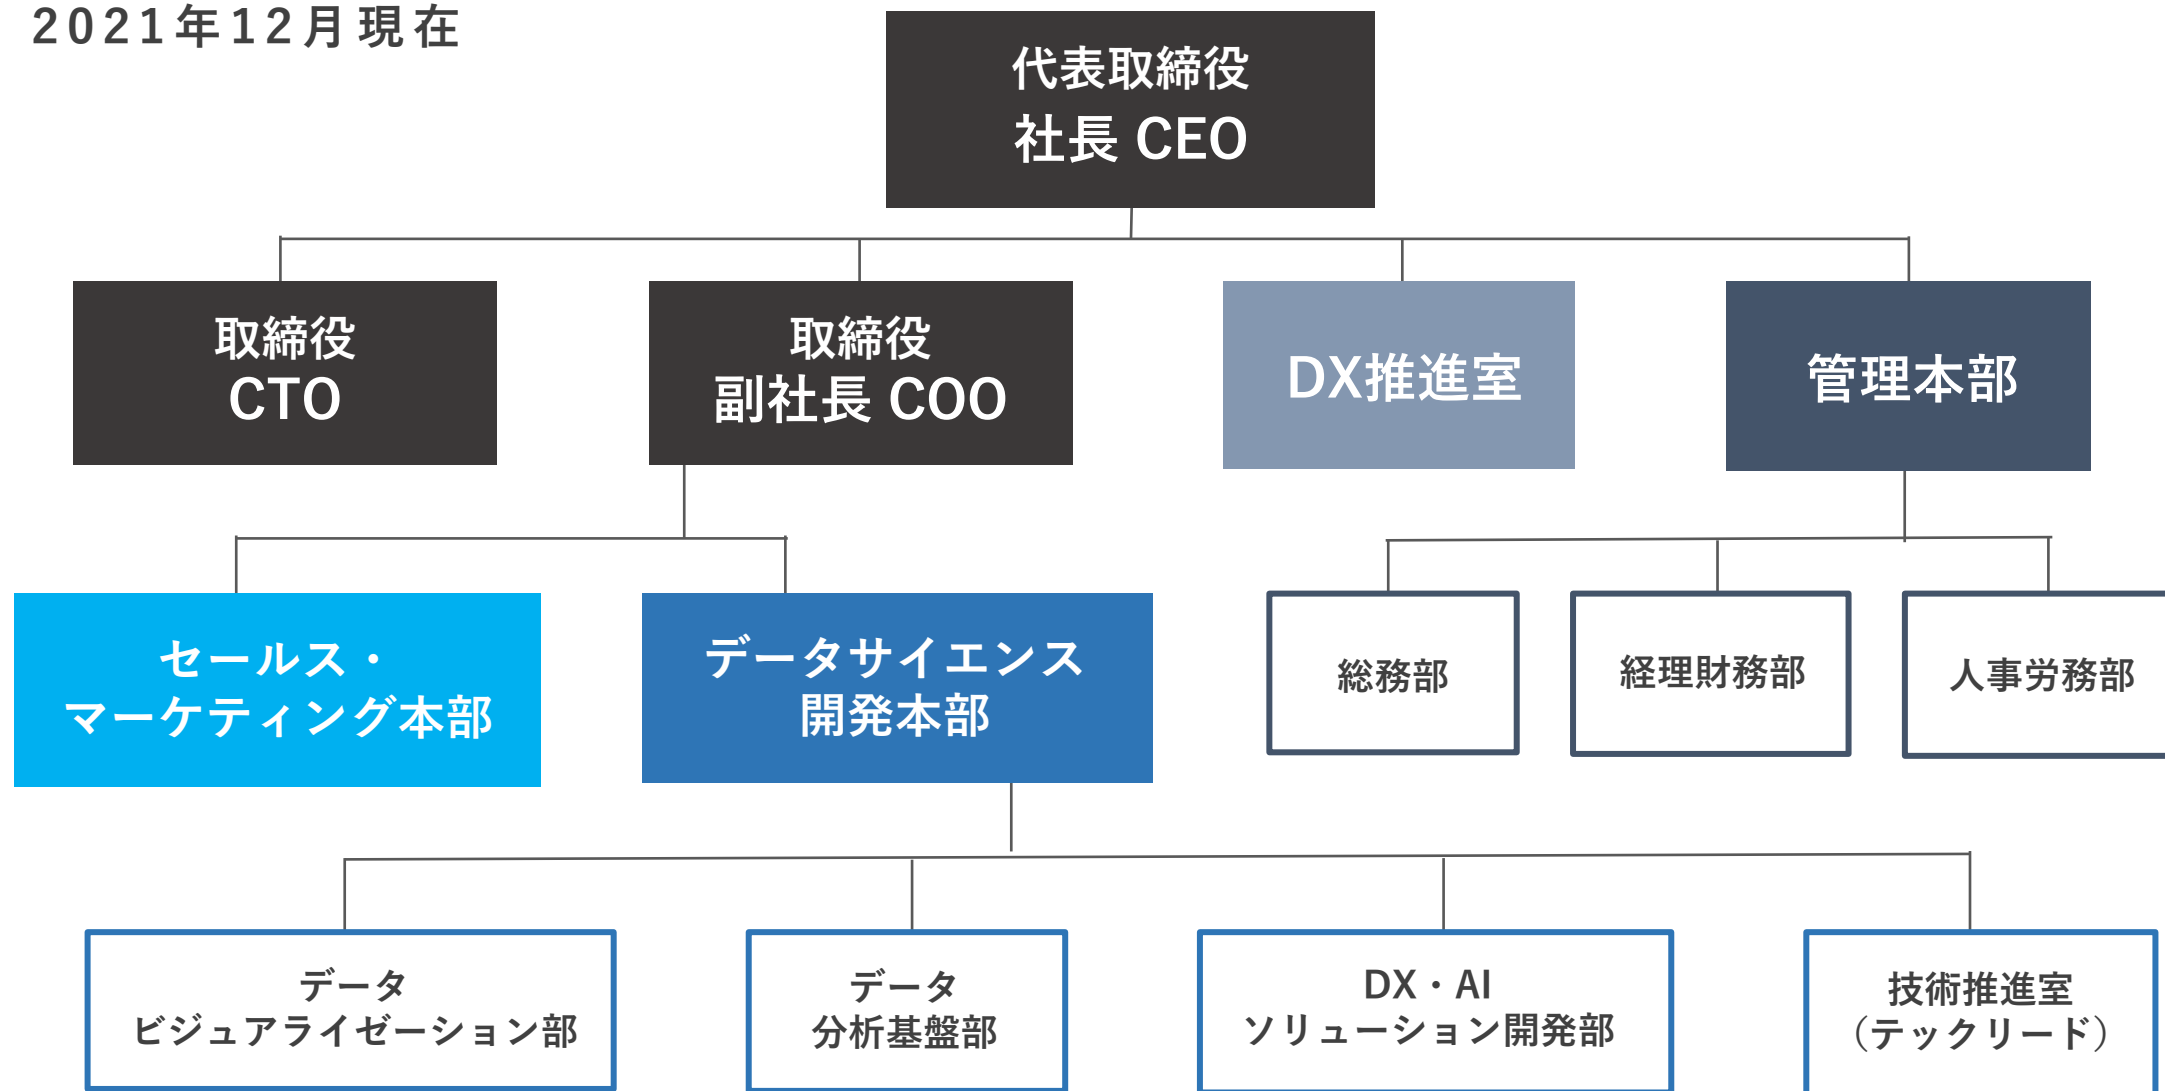 2021年12月現在
代表取締役
社長 CEO
取締役
CTO
取締役
副社長 COO
DX推進室
管理本部
セールス・
マーケティング本部
データサイエンス
開発本部
総務部
経理財務部
人事労務部
データ
ビジュアライゼーション部
データ
分析基盤部
DX・AI
ソリューション開発部
技術推進室
（テックリード）